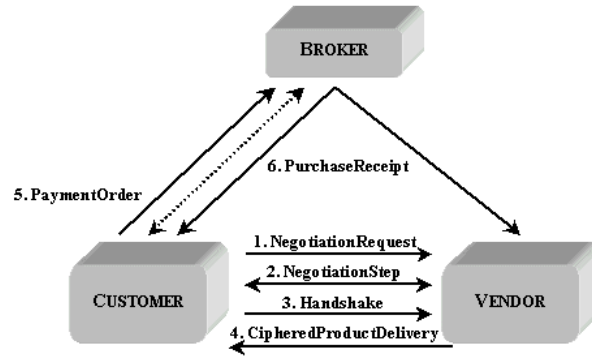 BROKER
6. PurchaseReceipt
5. PaymentOrder
1. NegotiationRequest
2. NegotiationStep
CUSTOMER
3. Handshake
VENDOR
4. CipheredProductDelivery